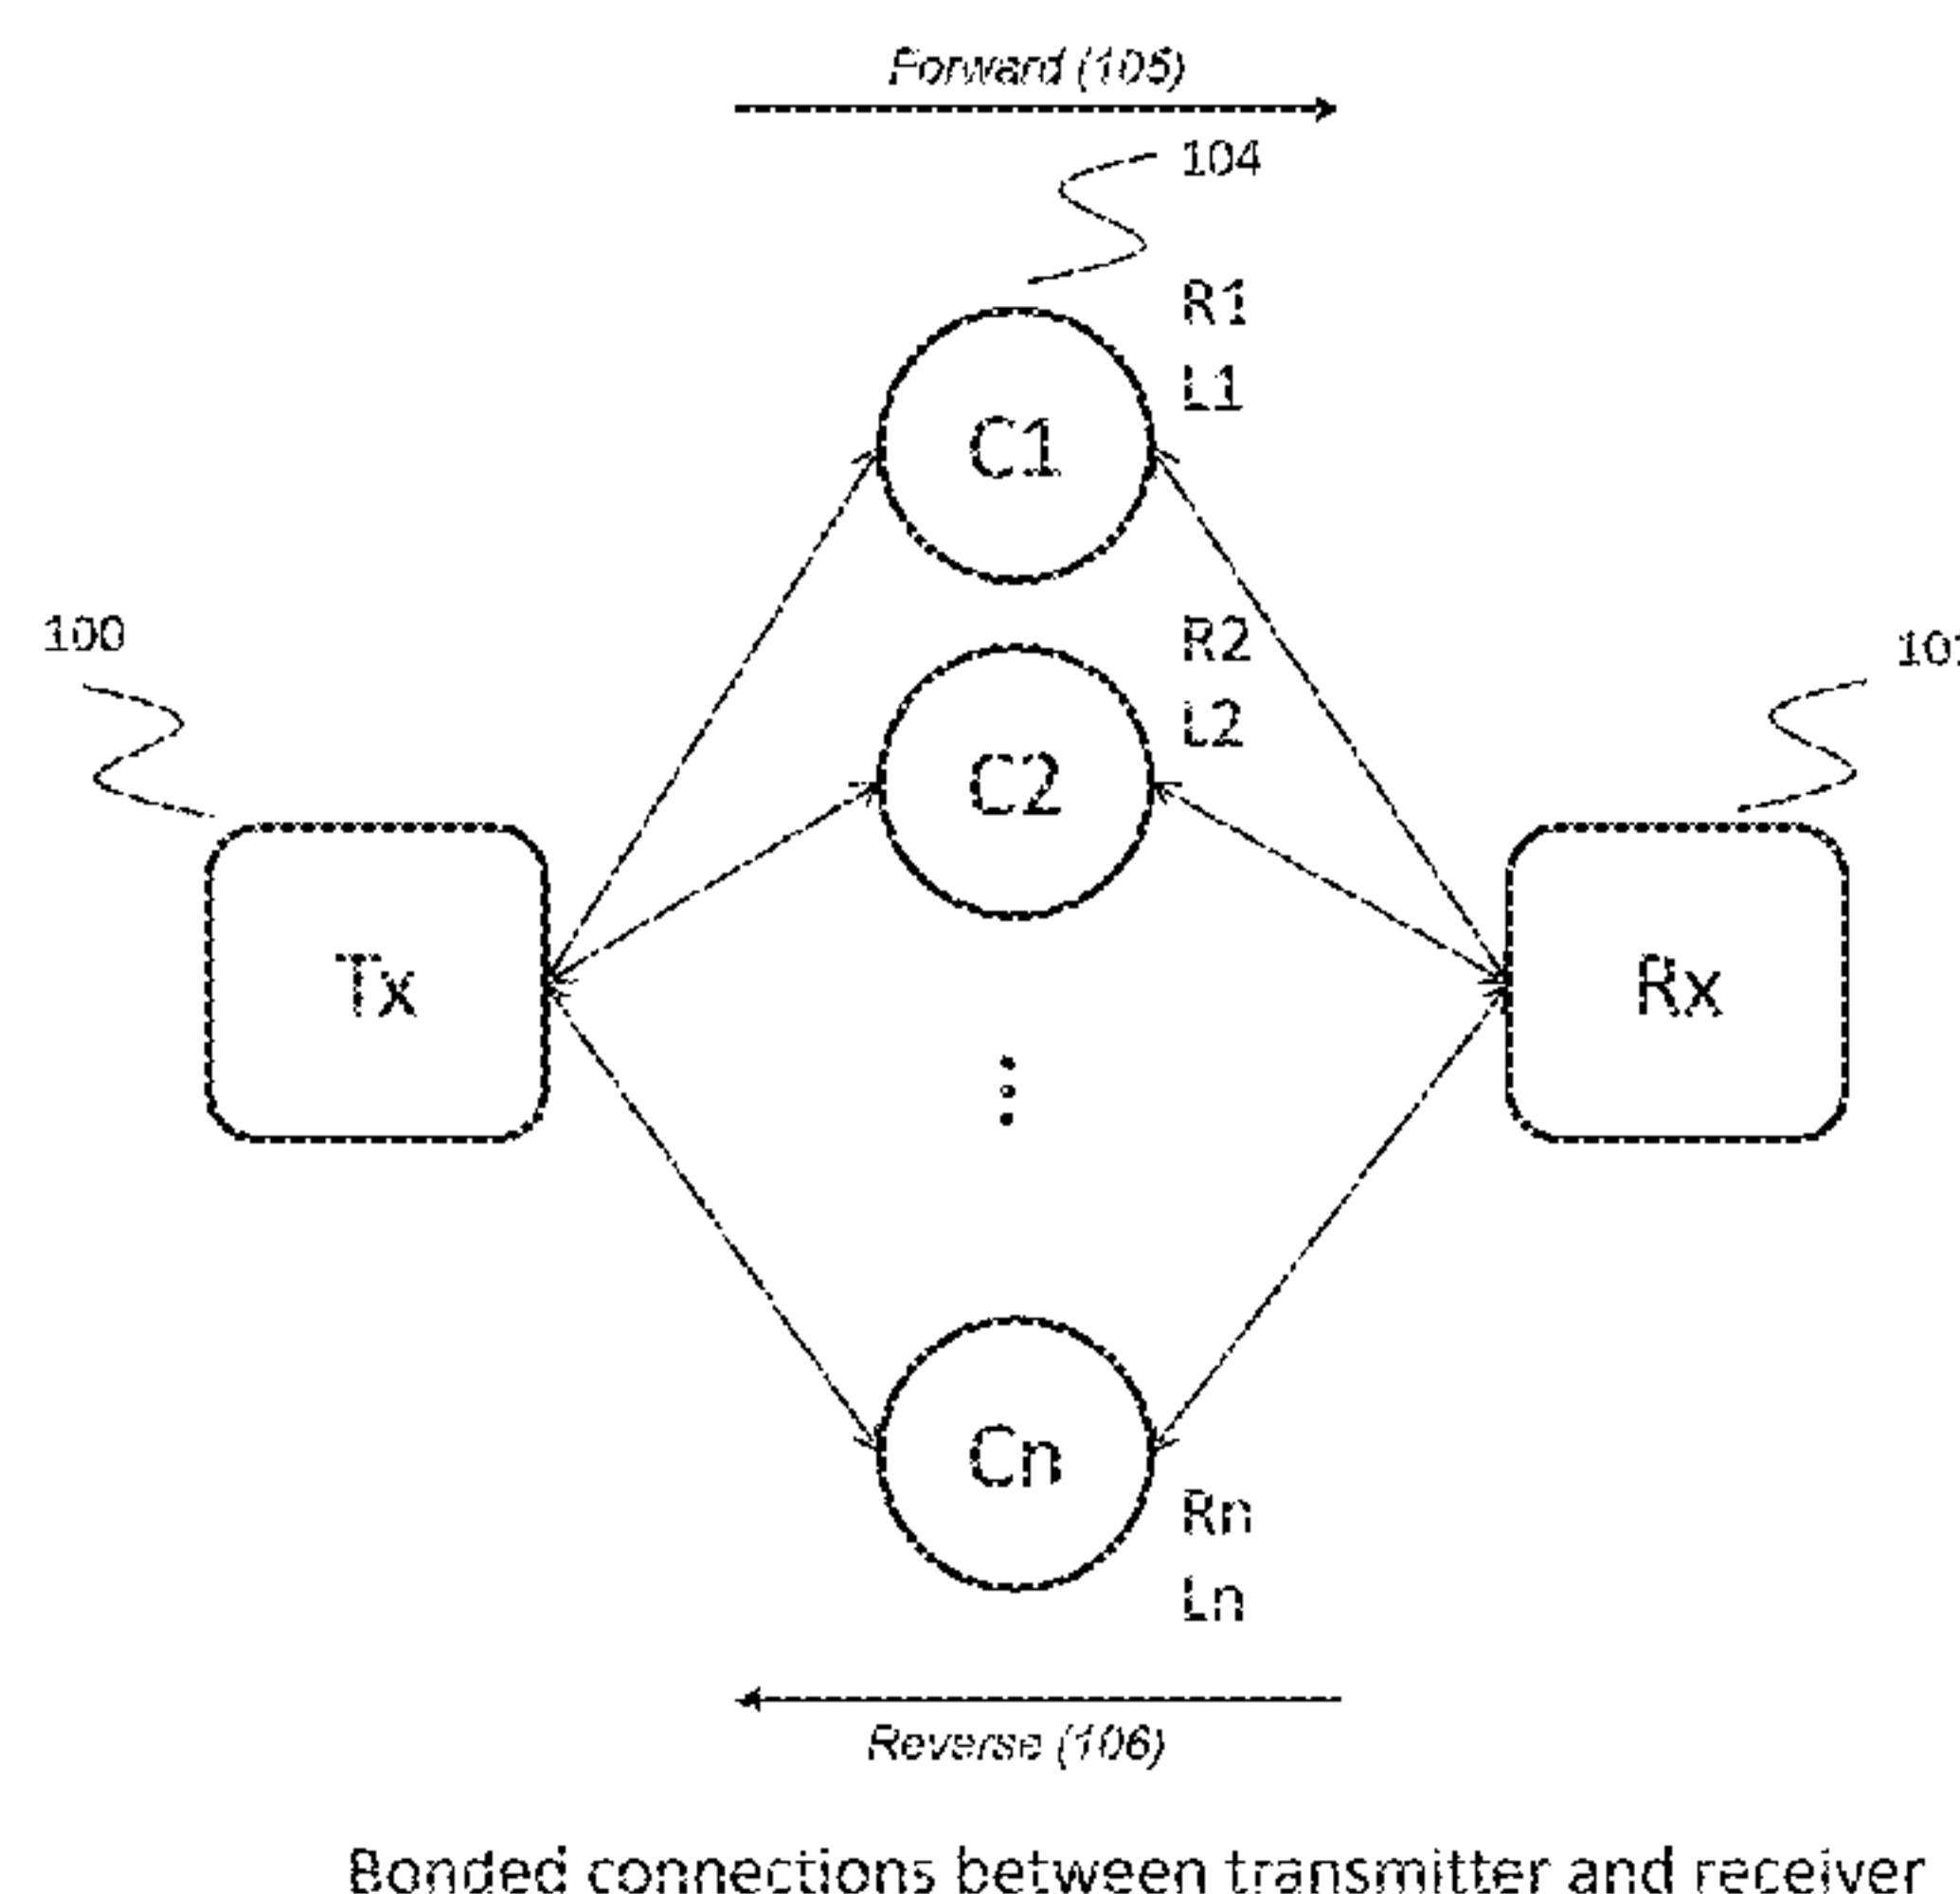 Forward (105)
104
R1
L1
C1
100
R2
101
L2
C2
Tx
Rx
Cn
Rn
Ln
Reverse (106)
Bonded connections between transmitter and receiver